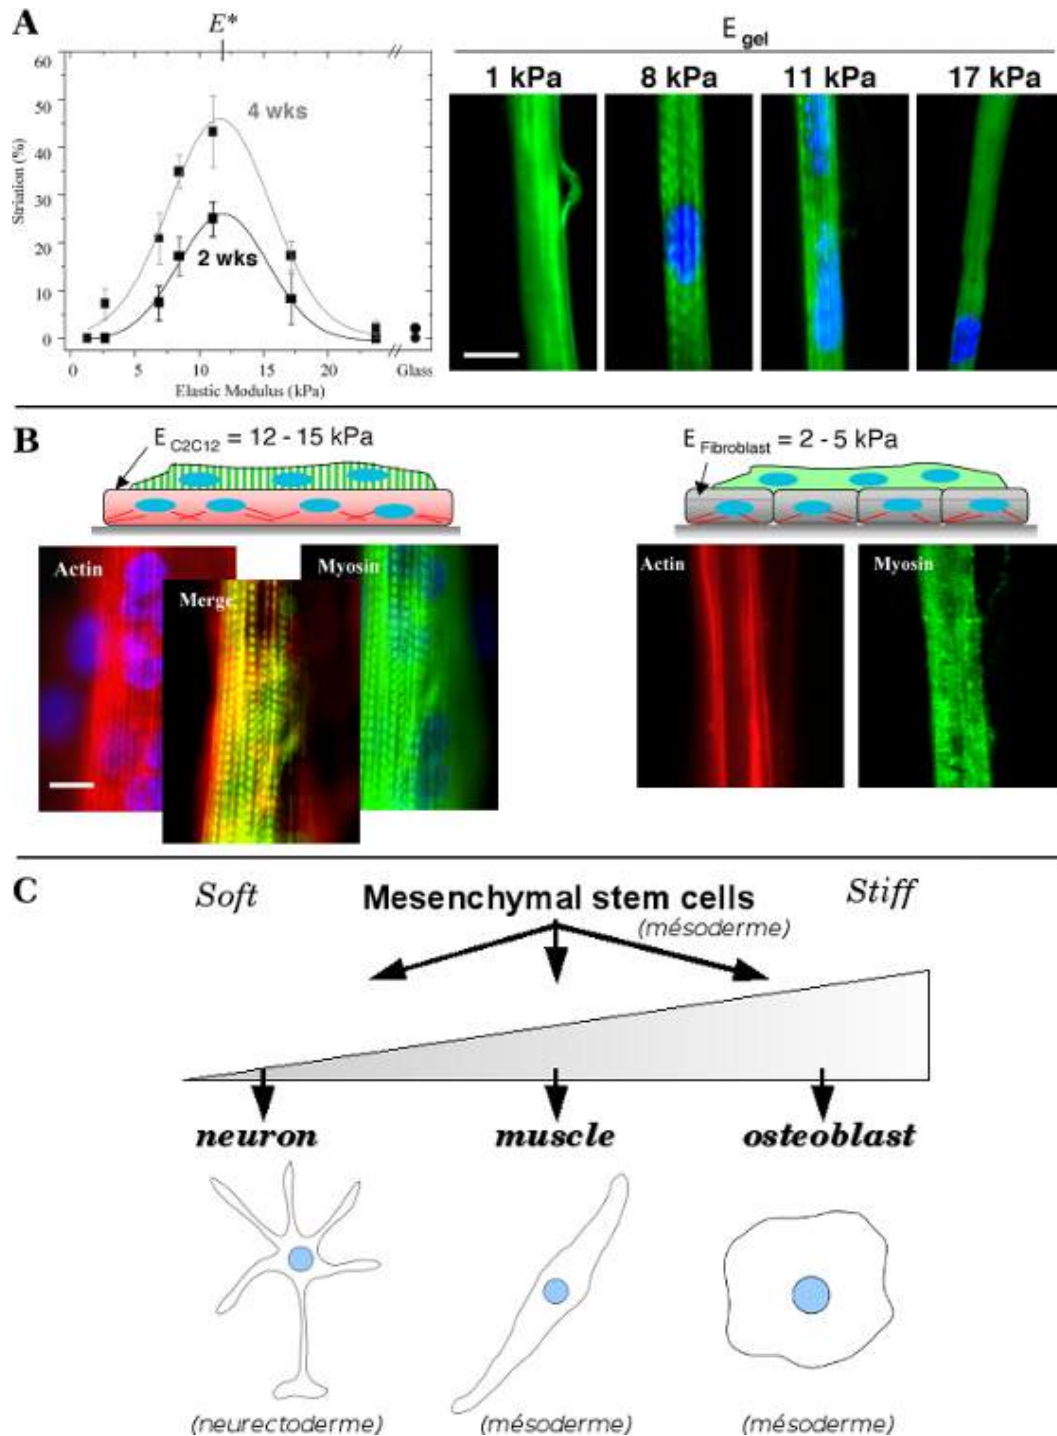 A
E*
60
50
40
30
20
10
0
Striation (%)
4 wks
2 wks
0 5 10 15 20 Glass
Elastic Modulus (kPa)
E gel
1 kPa 8 kPa 11 kPa 17 kPa
B
E C2C12 = 12 - 15 kPa
E Fibroblast = 2 - 5 kPa
Actin
Merge
Myosin
Actin
Myosin
C
Soft Mesenchymal stem cells Stiff
(mésoderme)
neuron muscle osteoblast
(neurectoderme) (mésoderme) (mésoderme)